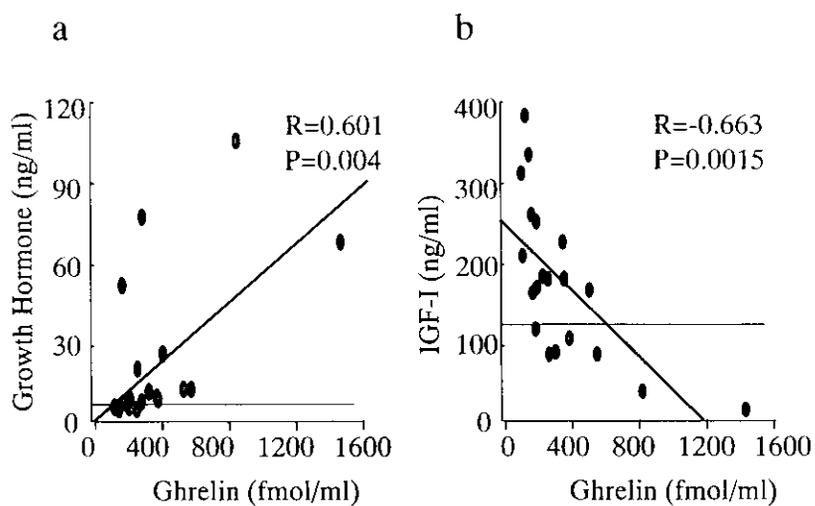 a
Growth Hormone (ng/ml)
120
90
60
30
0
R=0.601
P=0.004
0 400 800 1200 1600
Ghrelin (fmol/ml)
b
IGF-I (ng/ml)
400
300
200
100
0
R=-0.663
P=0.0015
0 400 800 1200 1600
Ghrelin (fmol/ml)